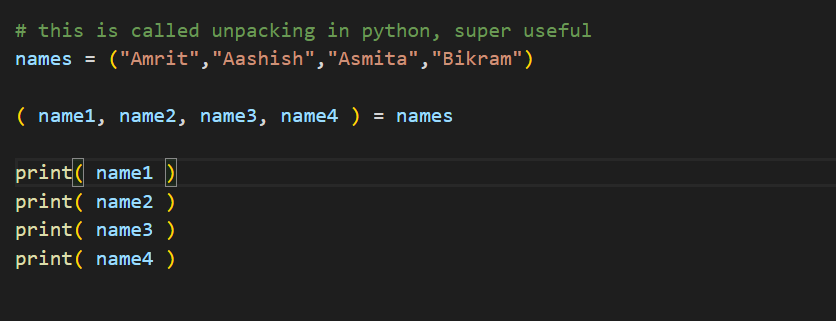 # this is called unpacking in python, super useful
names = ("Amrit","Aashish","Asmita","Bikram")
( name1, name2, name3, name4 ) = names
print( name1 )
print( name2 )
print( name3 )
print( name4 )